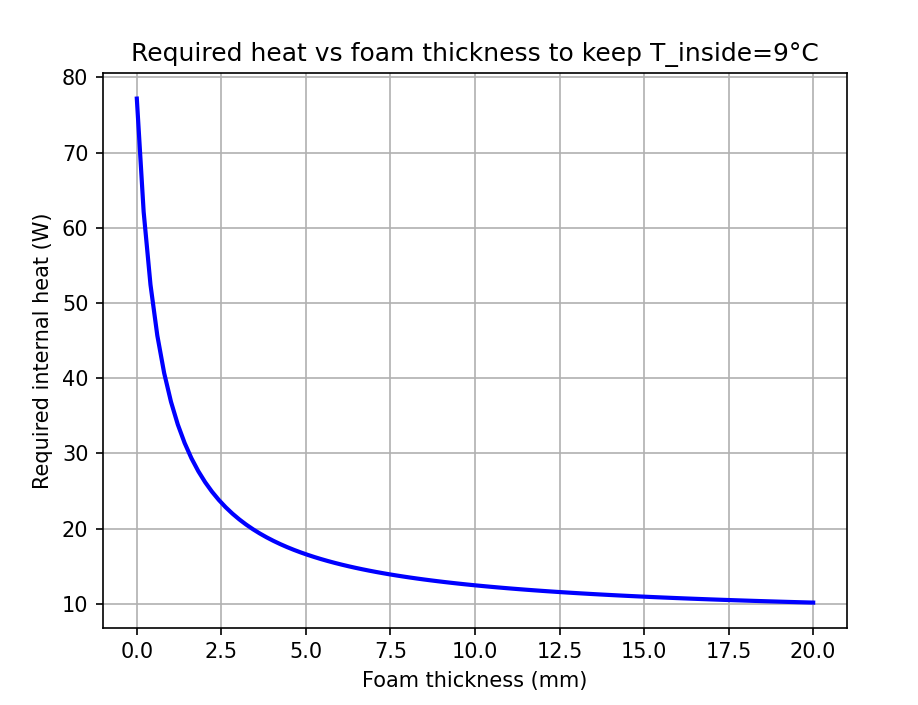 Required heat vs foam thickness to keep T_inside=9°C
80
70
60
50
40
30
20
10
Required internal heat (W)
0.0 2.5 5.0 7.5 10.0 12.5 15.0 17.5 20.0
Foam thickness (mm)